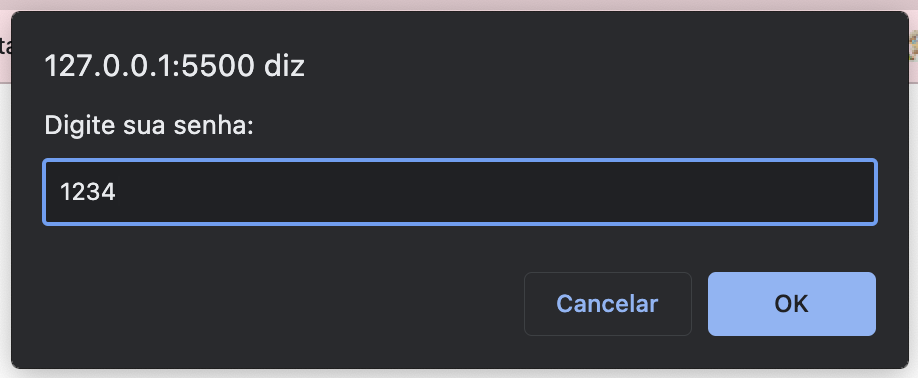 127.0.0.1:5500 diz
Digite sua senha:
1234
Cancelar
OK